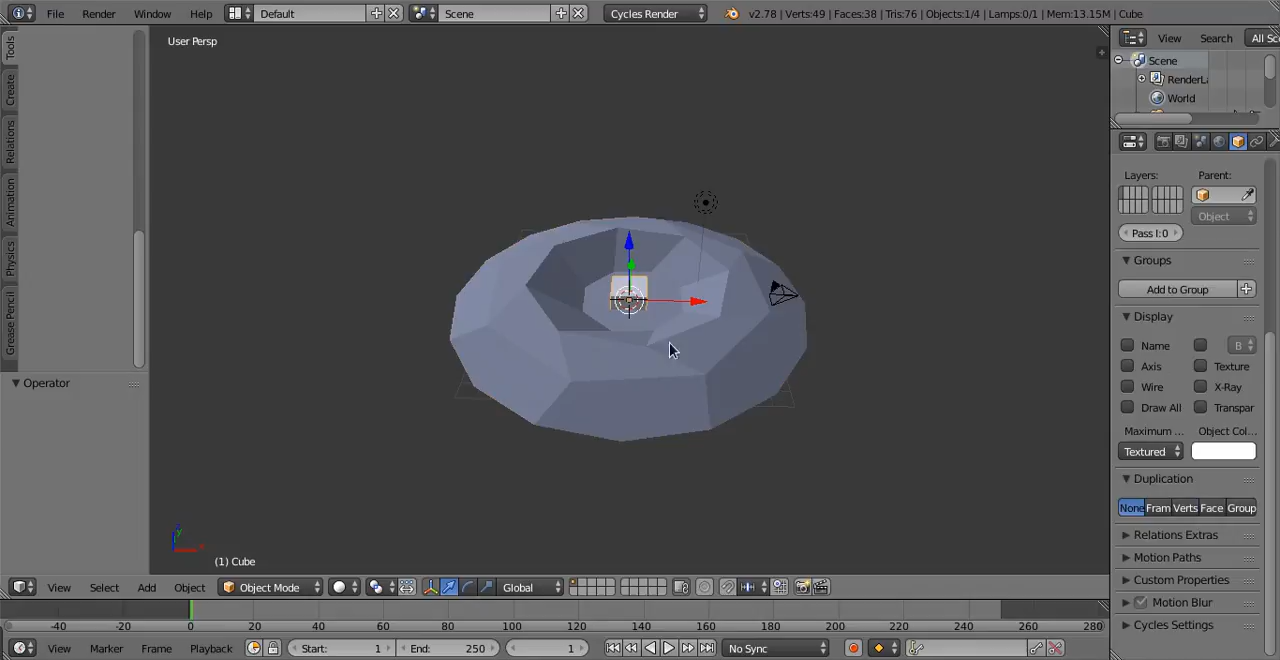 File Render Window Help Default Scene Cycles Render v2.78 | Verts:49 | Faces:38 | Tris:76 | Objects:1/4 | Lamps:0/1 | Mem:13.15M | Cube
User Persp
View Search All Sc
Scene
RenderLa
World
Tools
Create
Relations
Animation
Physics
Grease Pencil
Operator
Layers: Parent:
Pass I:0 Object
Groups
Add to Group
Display
Name B
Axis Texture
Wire X-Ray
Draw All Transpar
Maximum ... Object Col...
Textured
Duplication
None Fram Verts Face Group
Relations Extras
Motion Paths
Custom Properties
Motion Blur
Cycles Settings
z
y
x
(1) Cube
View Select Add Object Object Mode Global
-40 -20 0 20 40 60 80 100 120 140 160 180 200 220 240 260 280
View Marker Frame Playback Start: 1 End: 250 1 No Sync